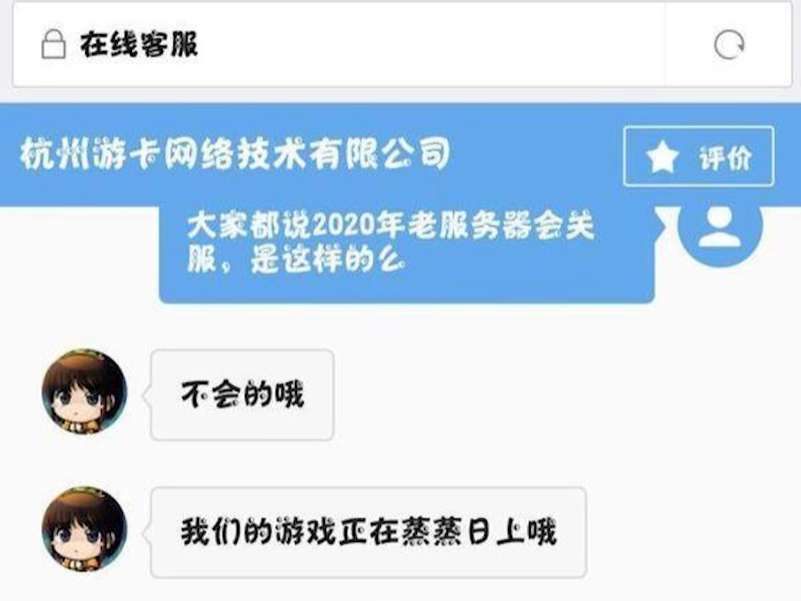 在线客服
杭州游卡网络技术有限公司
评价
大家都说2020年老服务器会关
服，是这样的么
不会的哦
我们的游戏正在蒸蒸日上哦